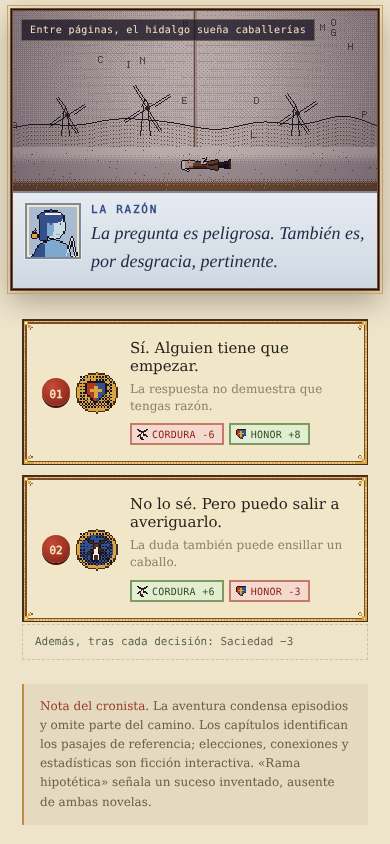 Entre páginas, el hidalgo sueña caballerías
M O
G
H
C I N
E D
P
L
LA RAZÓN
La pregunta es peligrosa. También es,
por desgracia, pertinente.
01
Sí. Alguien tiene que
empezar.
La respuesta no demuestra que
tengas razón.
CORDURA -6 HONOR +8
02
No lo sé. Pero puedo salir a
averiguarlo.
La duda también puede ensillar un
caballo.
CORDURA +6 HONOR -3
Además, tras cada decisión: Saciedad −3
Nota del cronista. La aventura condensa episodios
y omite parte del camino. Los capítulos identifican
los pasajes de referencia; elecciones, conexiones y
estadísticas son ficción interactiva. «Rama
hipotética» señala un suceso inventado, ausente
de ambas novelas.